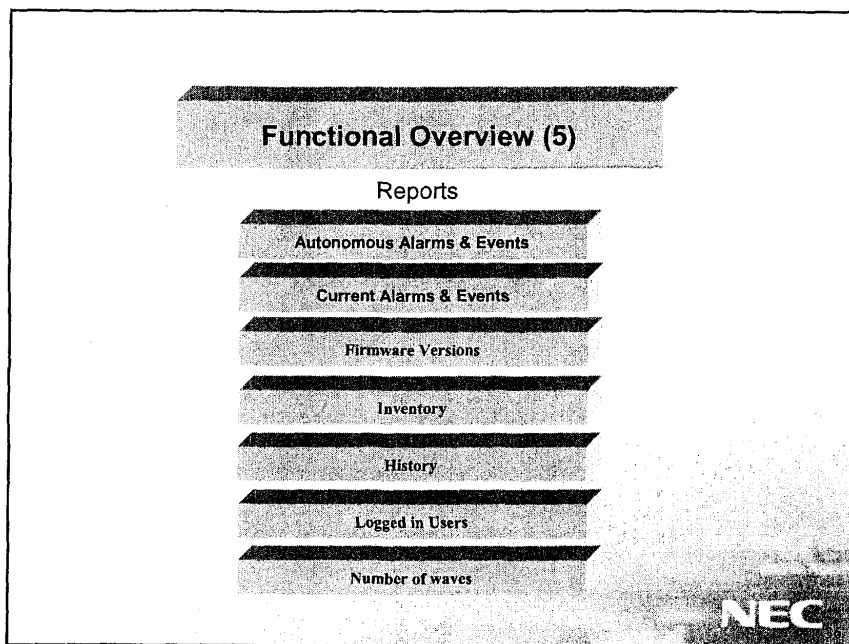 Functional Overview (5)
Reports
Autonomous Alarms & Events
Current Alarms & Events
Firmware Versions
Inventory
History
Logged in Users
Number of waves
NEC